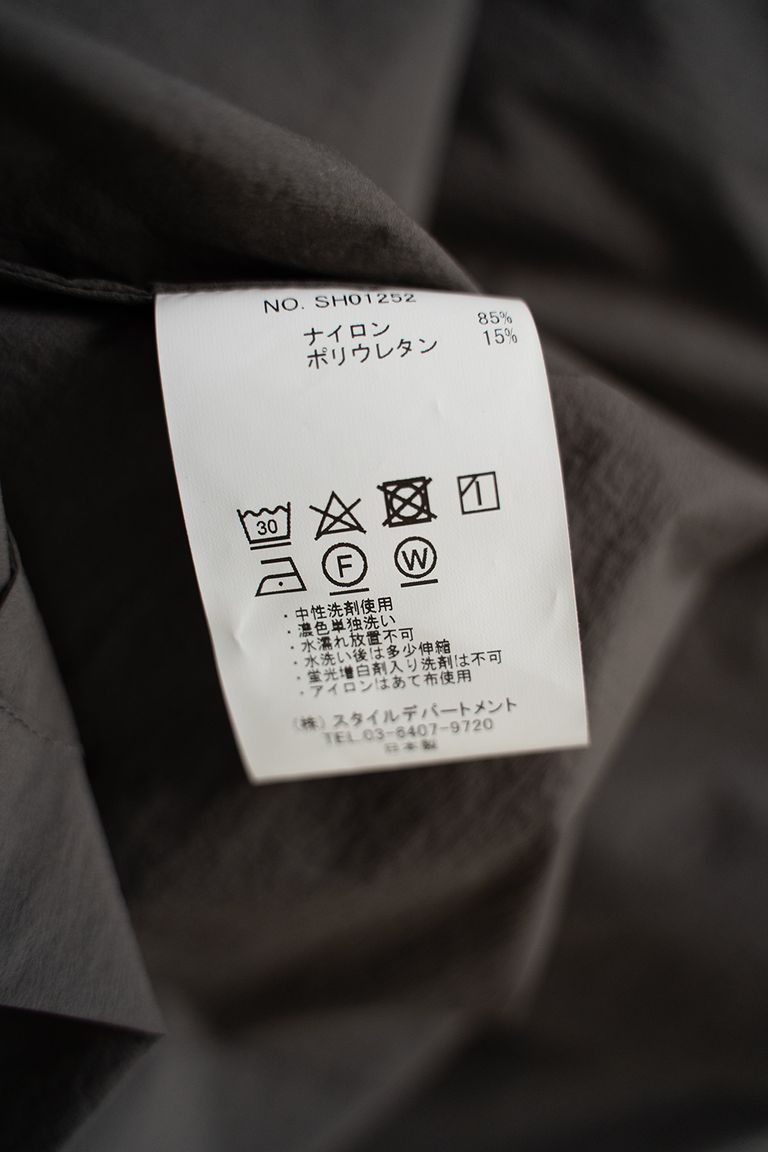 NO. SH01252
ナイロン 85%
ポリウレタン 15%
30
F W
・中性洗剤使用
・濃色単独洗い
・水濡れ放置不可
・水洗い後は多少伸縮
・蛍光増白剤入り洗剤は不可
・アイロンはあて布使用
(株)スタイルデパートメント
TEL.03-6407-9720
日本製